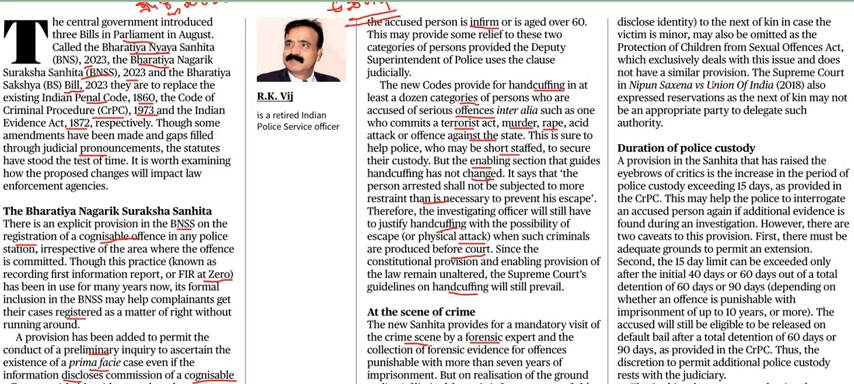 The central government introduced
three Bills in Parliament in August.
Called the Bharatiya Nyaya Sanhita
(BNS), 2023, the Bharatiya Nagarik
Suraksha Sanhita (BNSS), 2023 and the Bharatiya
Sakshya (BS) Bill, 2023 they are to replace the
existing Indian Penal Code, 1860, the Code of
Criminal Procedure (CrPC), 1973 and the Indian
Evidence Act, 1872, respectively. Though some
amendments have been made and gaps filled
through judicial pronouncements, the statutes
have stood the test of time. It is worth examining
how the proposed changes will impact law
enforcement agencies.
The Bharatiya Nagarik Suraksha Sanhita
There is an explicit provision in the BNSS on the
registration of a cognisable offence in any police
station, irrespective of the area where the offence
is committed. Though this practice (known as
recording first information report, or FIR at Zero)
has been in use for many years now, its formal
inclusion in the BNSS may help complainants get
their cases registered as a matter of right without
running around.
A provision has been added to permit the
conduct of a preliminary inquiry to ascertain the
existence of a prima facie case even if the
information discloses commission of a cognisable
R.K. Vij
is a retired Indian
Police Service officer
the accused person is infirm or is aged over 60.
This may provide some relief to these two
categories of persons provided the Deputy
Superintendent of Police uses the clause
judicially.
The new Codes provide for handcuffing in at
least a dozen categories of persons who are
accused of serious offences inter alia such as one
who commits a terrorist act, murder, rape, acid
attack or offence against the state. This is sure to
help police, who may be short staffed, to secure
their custody. But the enabling section that guides
handcuffing has not changed. It says that ‘the
person arrested shall not be subjected to more
restraint than is necessary to prevent his escape’.
Therefore, the investigating officer will still have
to justify handcuffing with the possibility of
escape (or physical attack) when such criminals
are produced before court. Since the
constitutional provision and enabling provision of
the law remain unaltered, the Supreme Court's
guidelines on handcuffing will still prevail.
At the scene of crime
The new Sanhita provides for a mandatory visit of
the crime scene by a forensic expert and the
collection of forensic evidence for offences
punishable with more than seven years of
imprisonment. But on realisation of the ground
disclose identity) to the next of kin in case the
victim is minor, may also be omitted as the
Protection of Children from Sexual Offences Act,
which exclusively deals with this issue and does
not have a similar provision. The Supreme Court
in Nipun Saxena vs Union Of India (2018) also
expressed reservations as the next of kin may not
be an appropriate party to delegate such
authority.
Duration of police custody
A provision in the Sanhita that has raised the
eyebrows of critics is the increase in the period of
police custody exceeding 15 days, as provided in
the CrPC. This may help the police to interrogate
an accused person again if additional evidence is
found during an investigation. However, there are
two caveats to this provision. First, there must be
adequate grounds to permit an extension.
Second, the 15 day limit can be exceeded only
after the initial 40 days or 60 days out of a total
detention of 60 days or 90 days (depending on
whether an offence is punishable with
imprisonment of up to 10 years, or more). The
accused will still be eligible to be released on
default bail after a total detention of 60 days or
90 days, as provided in the CrPC. Thus, the
discretion to permit additional police custody
rests with the judiciary.